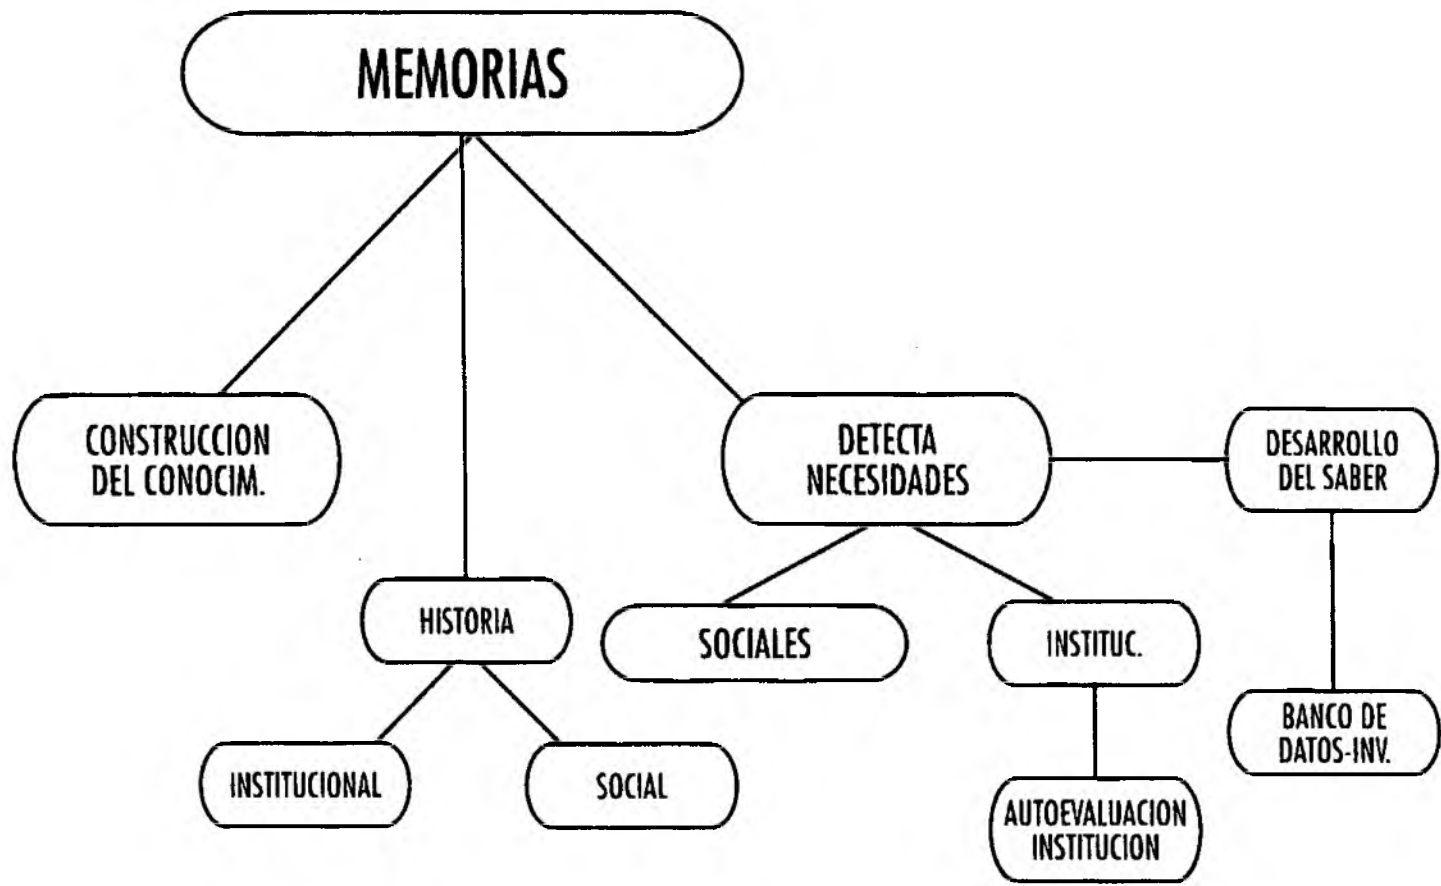 MEMORIAS
CONSTRUCCION
DEL CONOCIM.
DETECTA
NECESIDADES
DESARROLLO
DEL SABER
HISTORIA
SOCIALES
INSTITUC.
INSTITUCIONAL
SOCIAL
BANCO DE
DATOS-INV.
AUTOEVALUACION
INSTITUCION